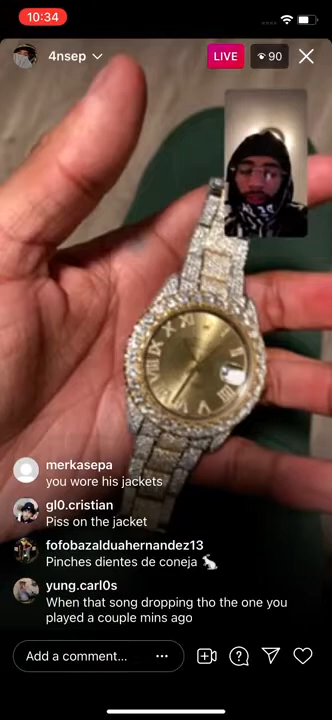 10:34
4nsep
LIVE
90
merkasepa
you wore his jackets
gl0.cristian
Piss on the jacket
fofobazalduahernandez13
Pinches dientes de coneja 🐇
yung.carl0s
When that song dropping tho the one you
played a couple mins ago
Add a comment...